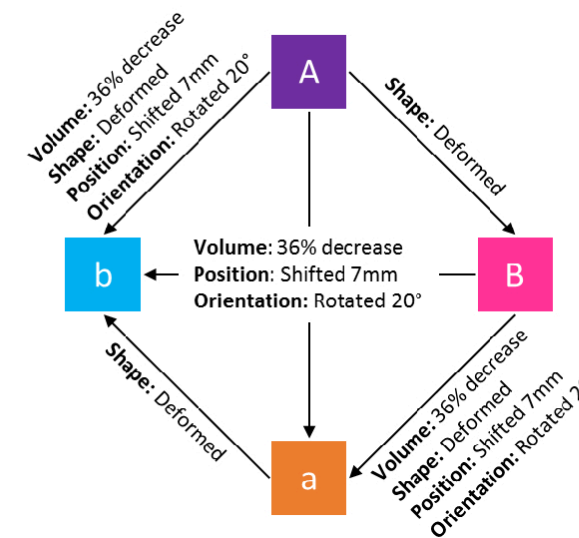 A
Volume: 36% decrease
Shape: Deformed
Position: Shifted 7mm
Orientation: Rotated 20°
Shape: Deformed
b
Volume: 36% decrease
Position: Shifted 7mm
Orientation: Rotated 20°
B
Shape: Deformed
Volume: 36% decrease
Shape: Deformed
Position: Shifted 7mm
Orientation: Rotated
a